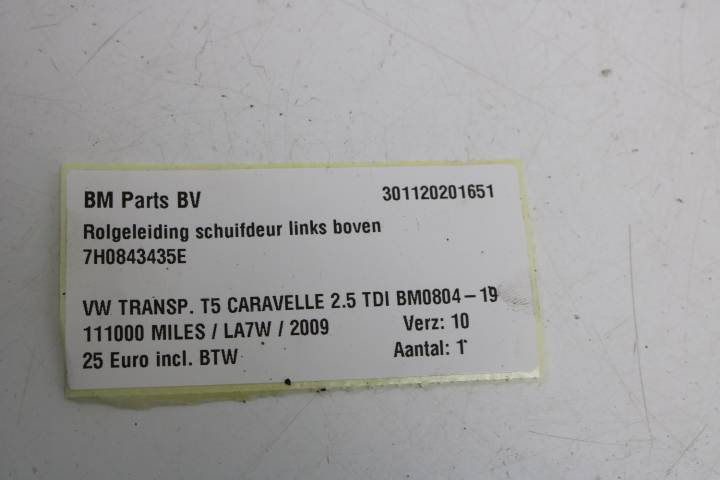 BM Parts BV 301120201651
Rolgeleiding schuifdeur links boven
7H0843435E
VW TRANSP. T5 CARAVELLE 2.5 TDI BM0804-19
111000 MILES / LA7W / 2009 Verz: 10
25 Euro incl. BTW Aantal: 1